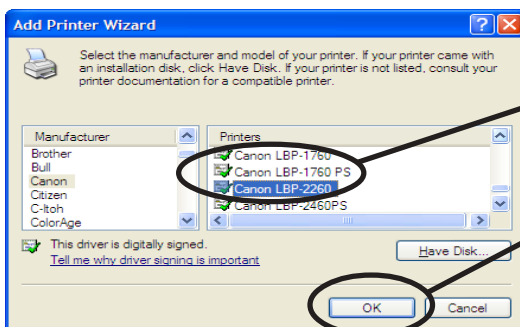 Add Printer Wizard
Select the manufacturer and model of your printer. If your printer came with
an installation disk, click Have Disk. If your printer is not listed, consult your
printer documentation for a compatible printer.
Manufacturer
Brother
Bull
Canon
Citizen
C-Itoh
ColorAge
Printers
Canon LBP-1760
Canon LBP-1760 PS
Canon LBP-2260
Canon LBP-2460PS
This driver is digitally signed.
Tell me why driver signing is important
Have Disk...
OK
Cancel